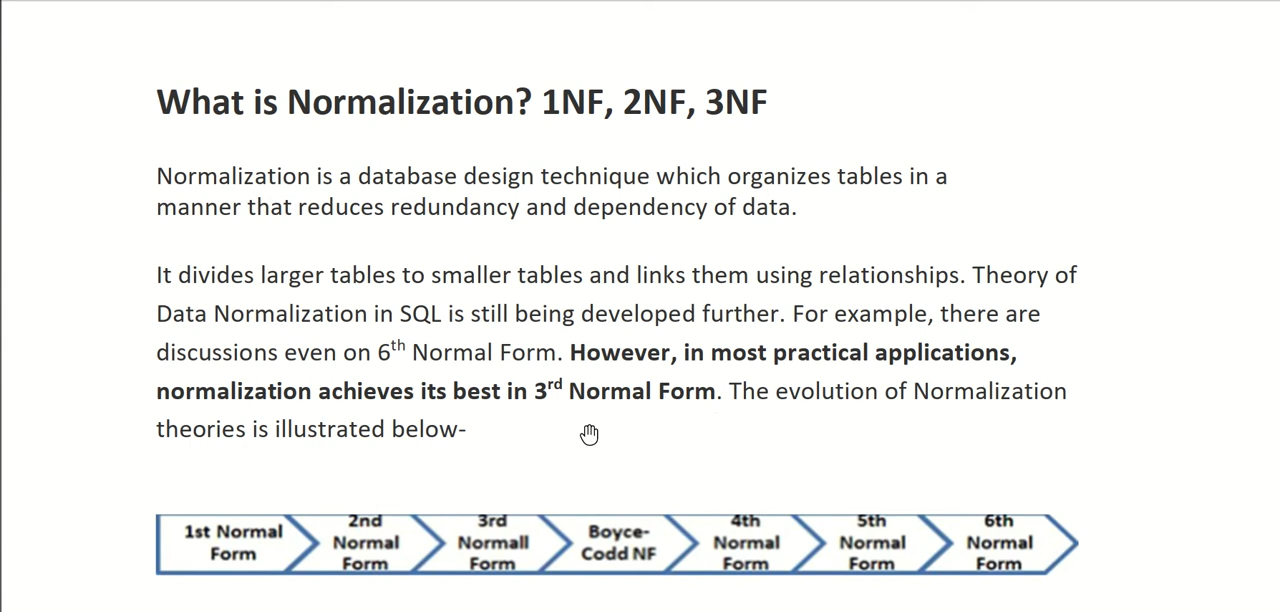 What is Normalization? 1NF, 2NF, 3NF
Normalization is a database design technique which organizes tables in a
manner that reduces redundancy and dependency of data.
It divides larger tables to smaller tables and links them using relationships. Theory of
Data Normalization in SQL is still being developed further. For example, there are
discussions even on 6th Normal Form. However, in most practical applications,
normalization achieves its best in 3rd Normal Form. The evolution of Normalization
theories is illustrated below-
1st Normal
Form
2nd
Normal
Form
3rd
Normall
Form
Boyce-
Codd NF
4th
Normal
Form
5th
Normal
Form
6th
Normal
Form